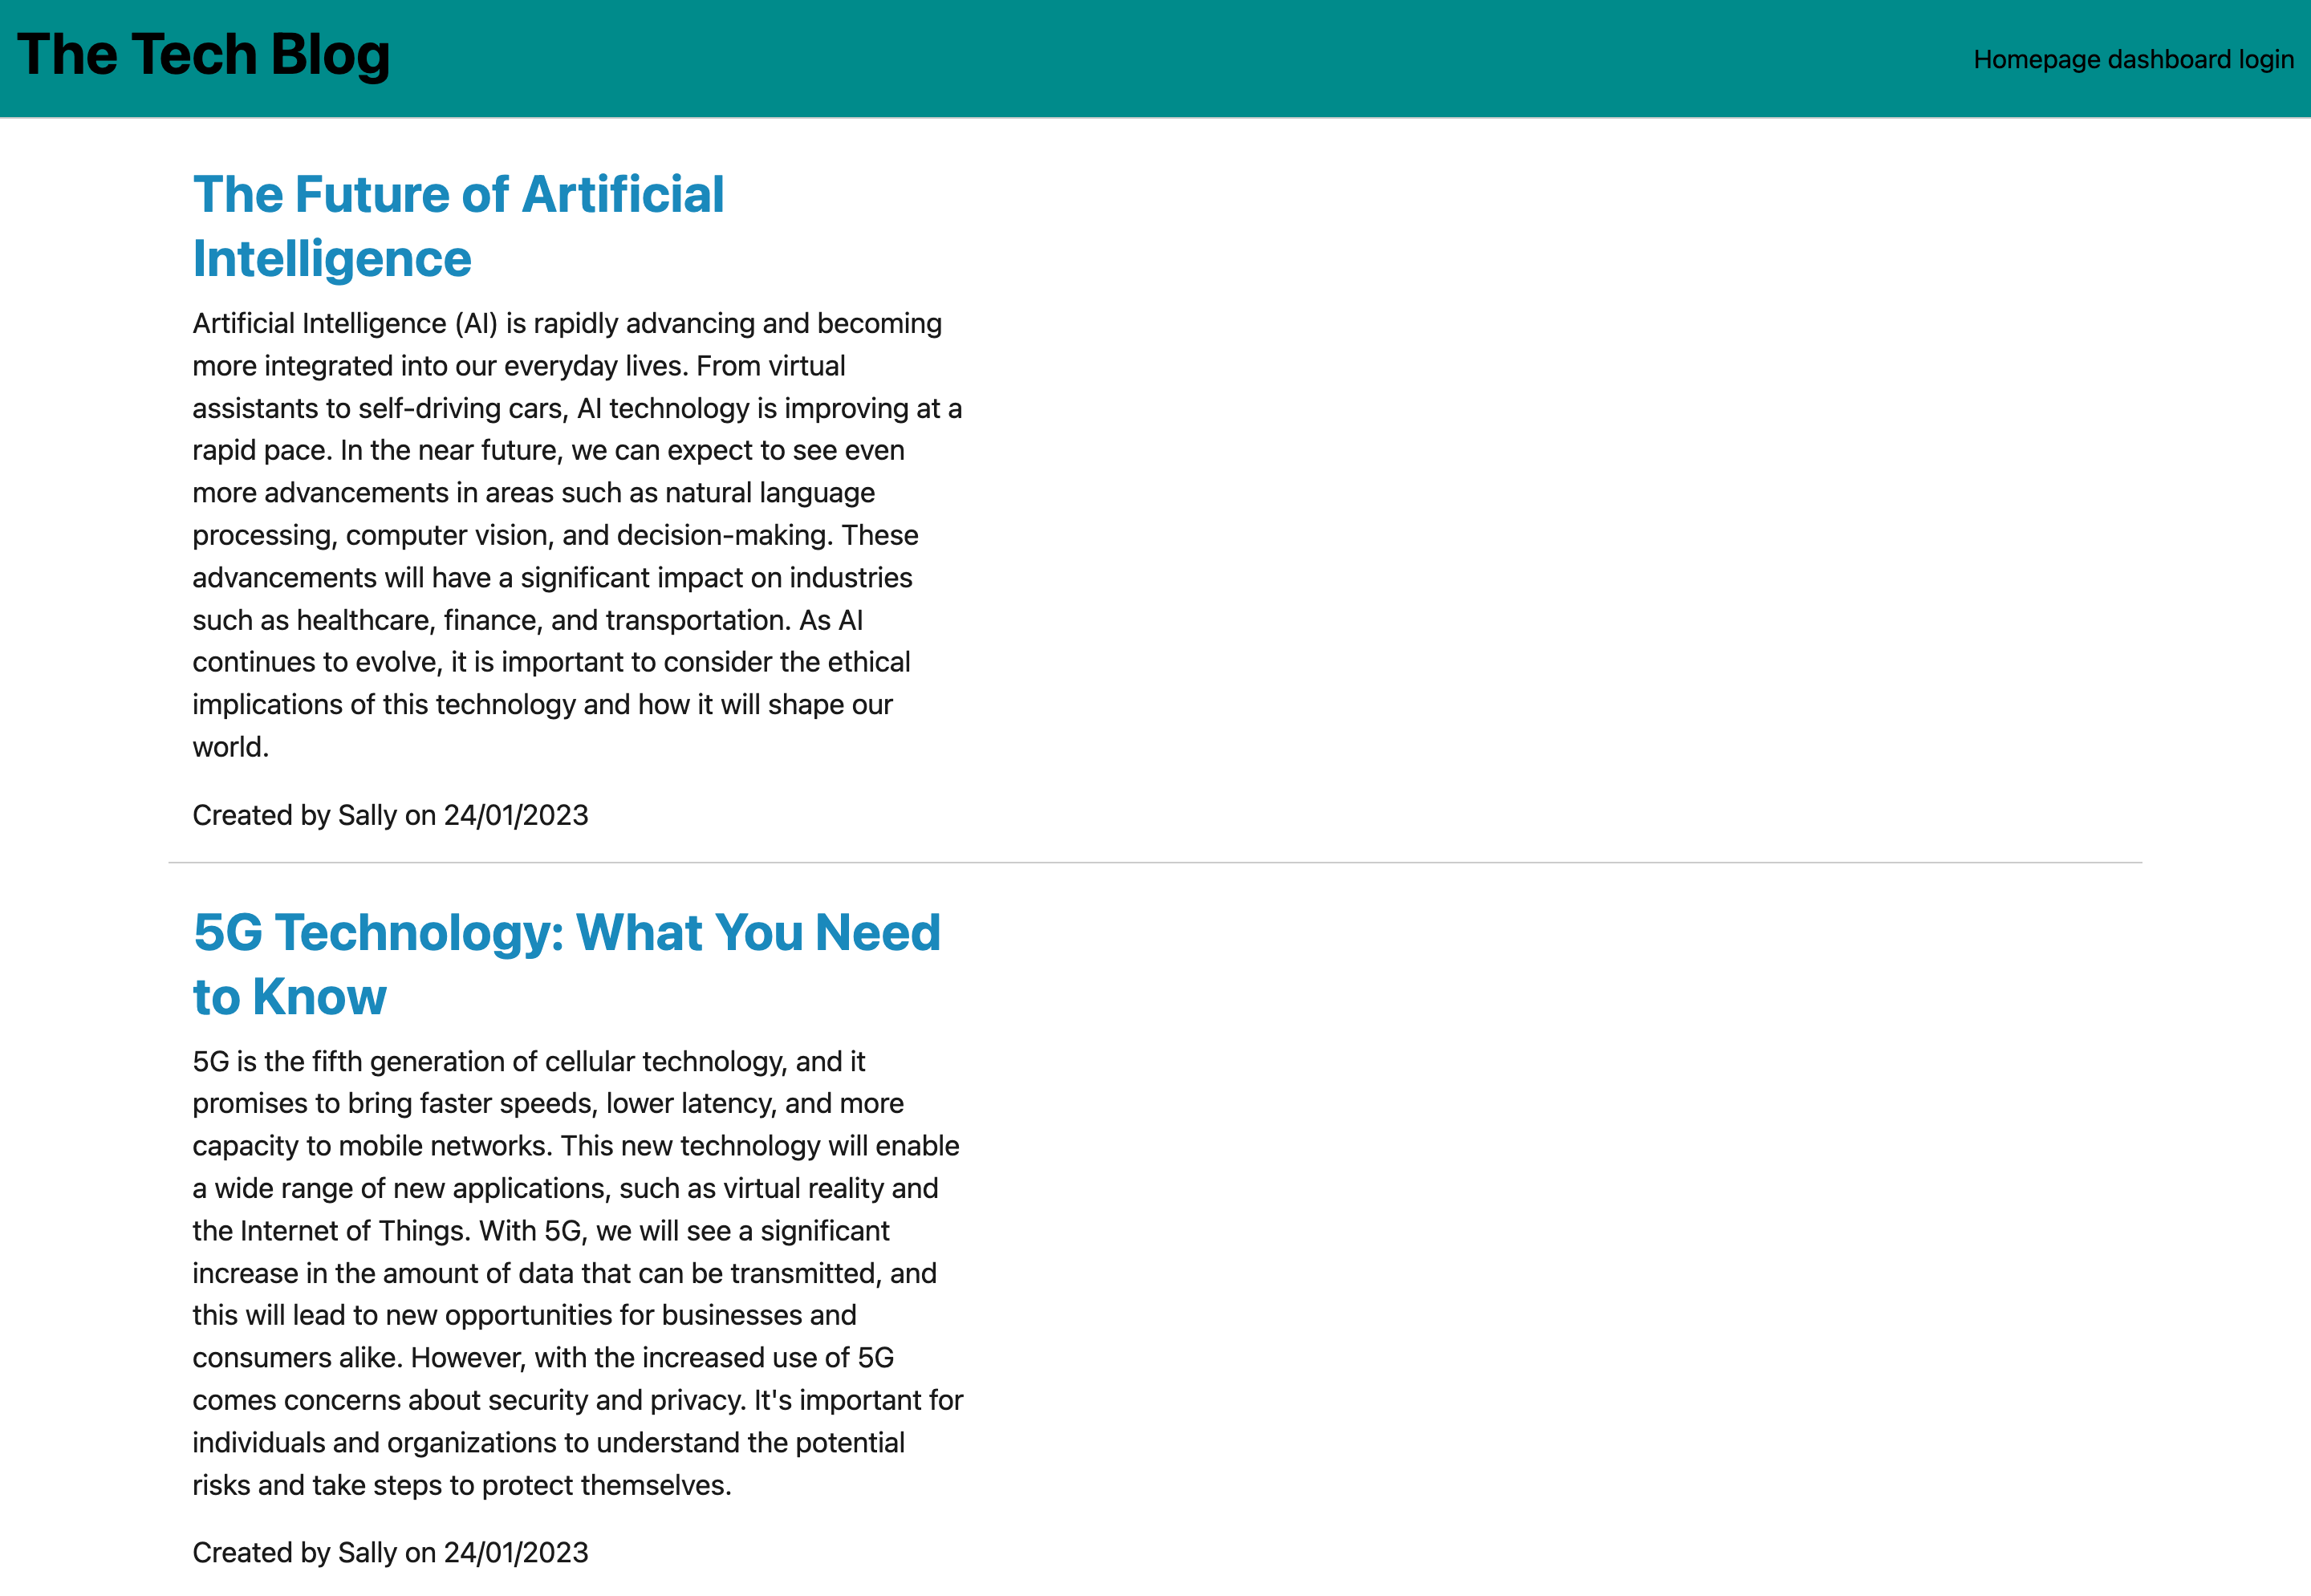 The Tech Blog
Homepage dashboard login
The Future of Artificial
Intelligence
Artificial Intelligence (AI) is rapidly advancing and becoming
more integrated into our everyday lives. From virtual
assistants to self-driving cars, AI technology is improving at a
rapid pace. In the near future, we can expect to see even
more advancements in areas such as natural language
processing, computer vision, and decision-making. These
advancements will have a significant impact on industries
such as healthcare, finance, and transportation. As AI
continues to evolve, it is important to consider the ethical
implications of this technology and how it will shape our
world.
Created by Sally on 24/01/2023
5G Technology: What You Need
to Know
5G is the fifth generation of cellular technology, and it
promises to bring faster speeds, lower latency, and more
capacity to mobile networks. This new technology will enable
a wide range of new applications, such as virtual reality and
the Internet of Things. With 5G, we will see a significant
increase in the amount of data that can be transmitted, and
this will lead to new opportunities for businesses and
consumers alike. However, with the increased use of 5G
comes concerns about security and privacy. It's important for
individuals and organizations to understand the potential
risks and take steps to protect themselves.
Created by Sally on 24/01/2023